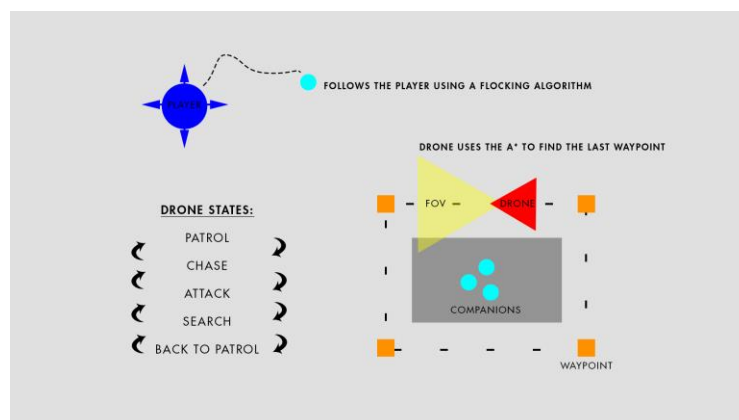 PLAYER
FOLLOWS THE PLAYER USING A FLOCKING ALGORITHM
DRONE USES THE A* TO FIND THE LAST WAYPOINT
FOV
DRONE
COMPANIONS
WAYPOINT
DRONE STATES:
PATROL
CHASE
ATTACK
SEARCH
BACK TO PATROL